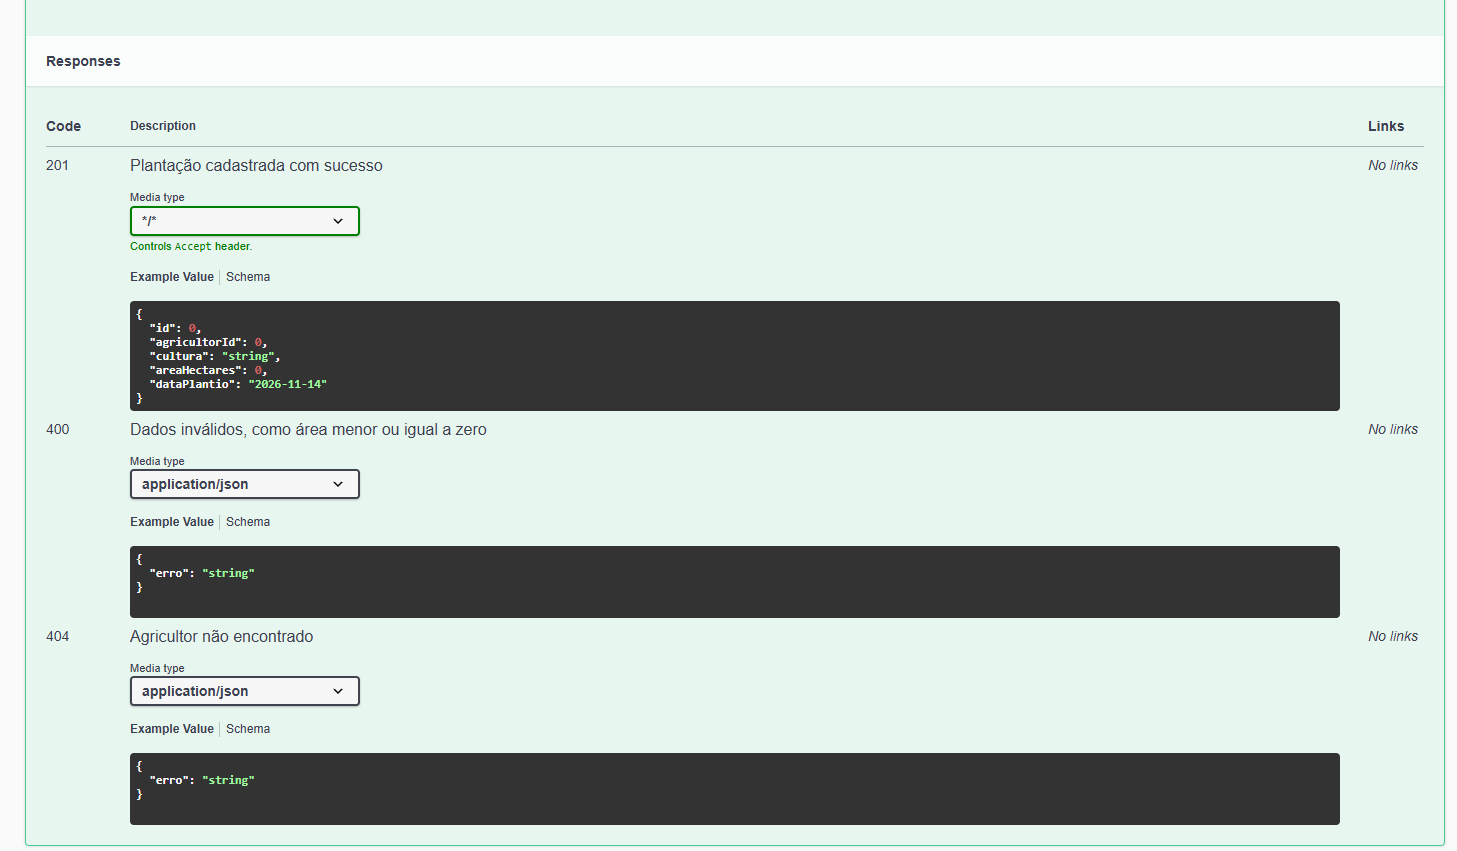 Responses
Code Description Links
201 Plantação cadastrada com sucesso No links
Media type
*/*
Controls Accept header.
Example Value Schema
{
  "id": 0,
  "agricultorId": 0,
  "cultura": "string",
  "areaHectares": 0,
  "dataPlantio": "2026-11-14"
}
400 Dados inválidos, como área menor ou igual a zero No links
Media type
application/json
Example Value Schema
{
  "erro": "string"
}
404 Agricultor não encontrado No links
Media type
application/json
Example Value Schema
{
  "erro": "string"
}